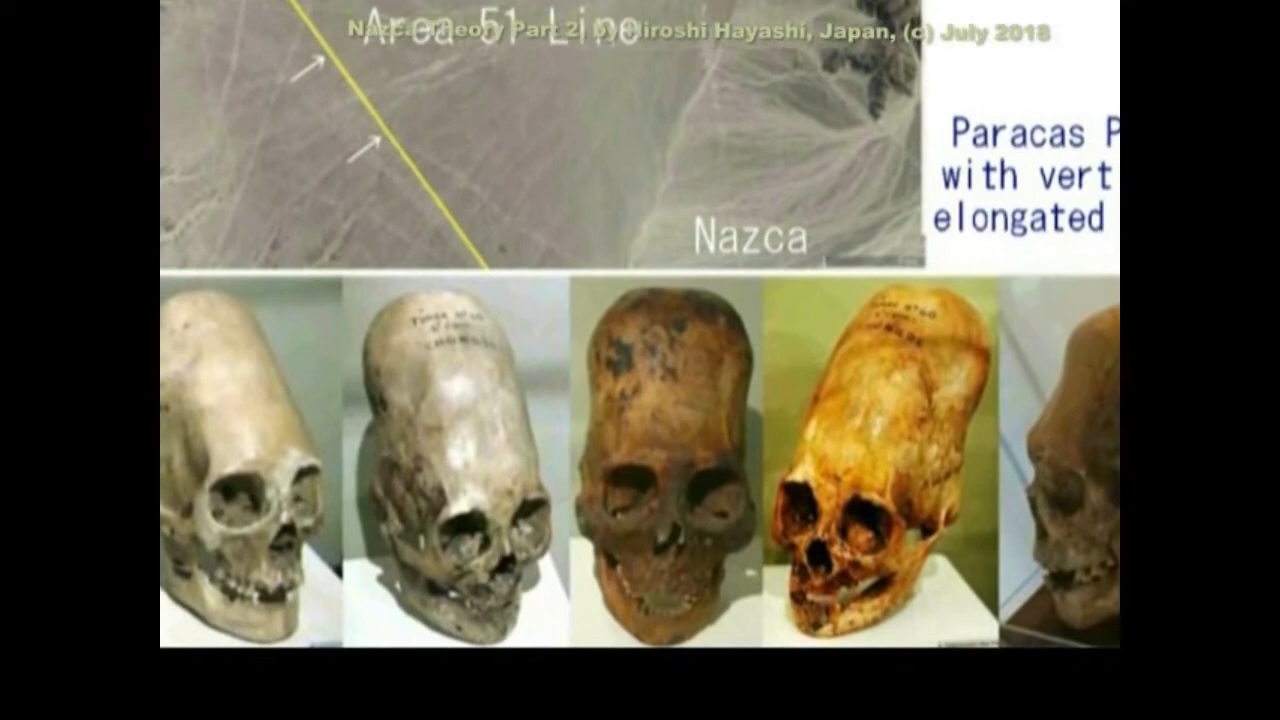 Area 51 Line
Nazca Theory Part 2, by Hiroshi Hayashi, Japan, (c) July 2018
Paracas P
with vert
elongated
Nazca